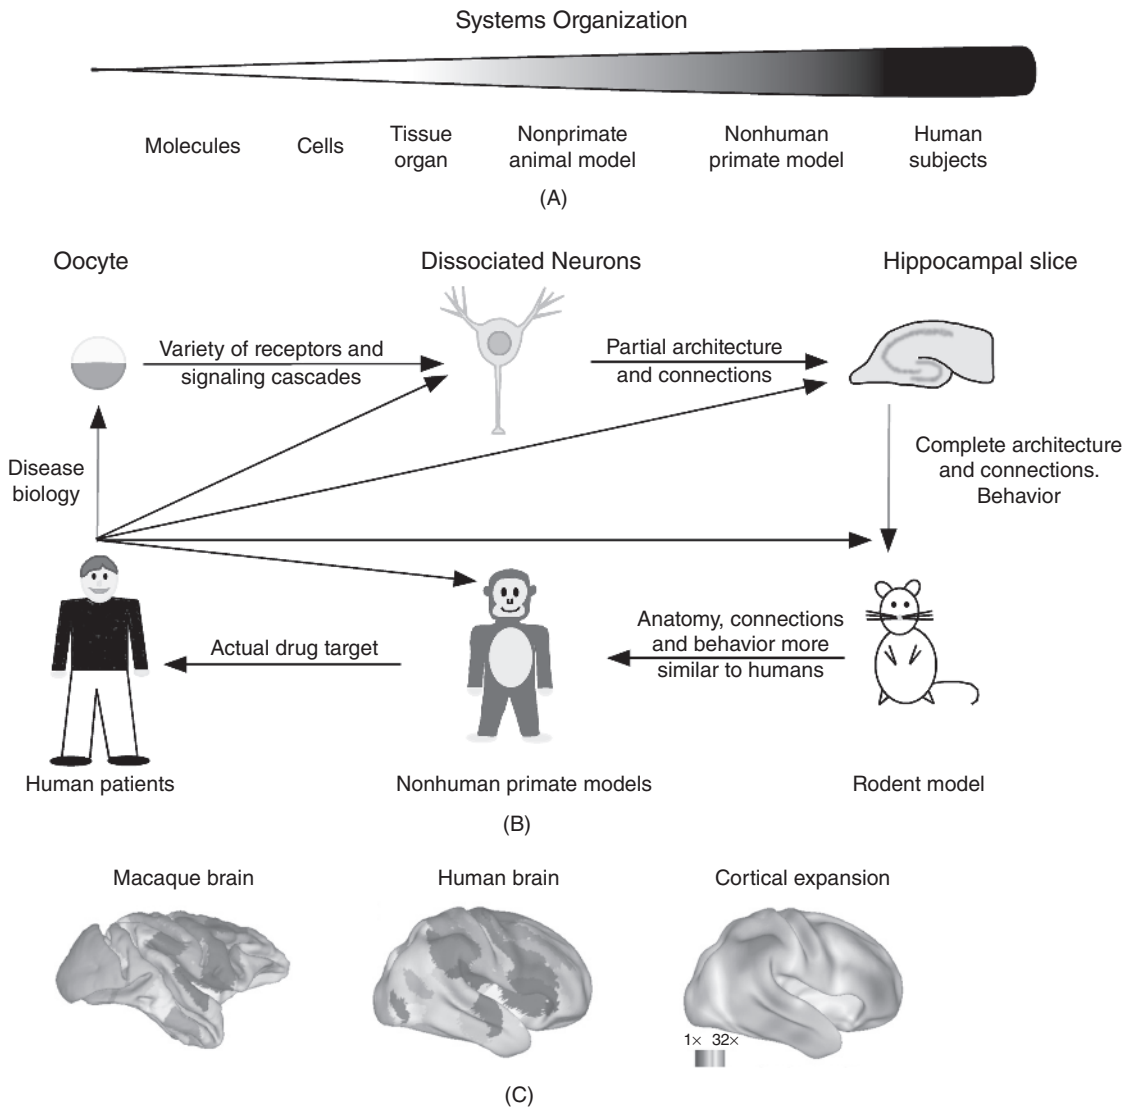 Systems Organization
Molecules
Cells
Tissue
organ
Nonprimate
animal model
Nonhuman
primate model
Human
subjects
(A)
Oocyte
Dissociated Neurons
Hippocampal slice
Variety of receptors and
signaling cascades
Partial architecture
and connections
Disease
biology
Complete architecture
and connections.
Behavior
Actual drug target
Anatomy, connections
and behavior more
similar to humans
Human patients
Nonhuman primate models
Rodent model
(B)
Macaque brain
Human brain
Cortical expansion
1× 32×
(C)